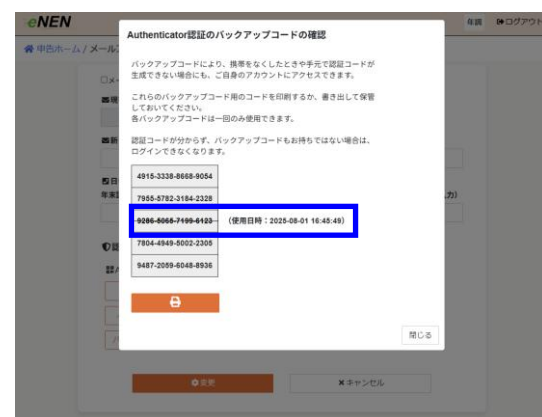 eNEN
年調
ログアウト
申告ホーム / メール
Authenticator認証のバックアップコードの確認
バックアップコードにより、携帯をなくしたときや手元で認証コードが
生成できない場合にも、ご自身のアカウントにアクセスできます。
これらのバックアップコード用のコードを印刷するか、書き出して保管
しておいてください。
各バックアップコードは一回のみ使用できます。
認証コードが分からず、バックアップコードもお持ちではない場合は、
ログインできなくなります。
4915-3338-8668-9054
7955-5782-3184-2328
9286-5065-7199-6123 （使用日時：2025-08-01 16:45:49）
7804-4949-5002-2305
9487-2059-6048-8936
閉じる
変更
キャンセル